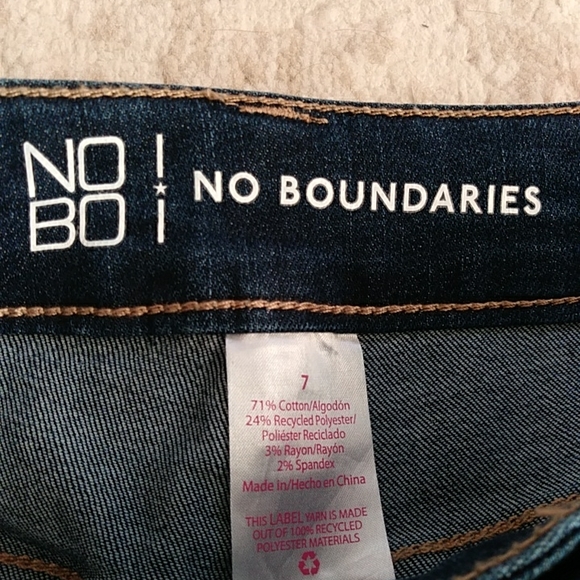 NO
BO
NO BOUNDARIES
7
71% Cotton/Algodón
24% Recycled Polyester/
Poliéster Reciclado
3% Rayon/Rayón
2% Spandex
Made in/Hecho en China
THIS LABEL YARN IS MADE
OUT OF 100% RECYCLED
POLYESTER MATERIALS